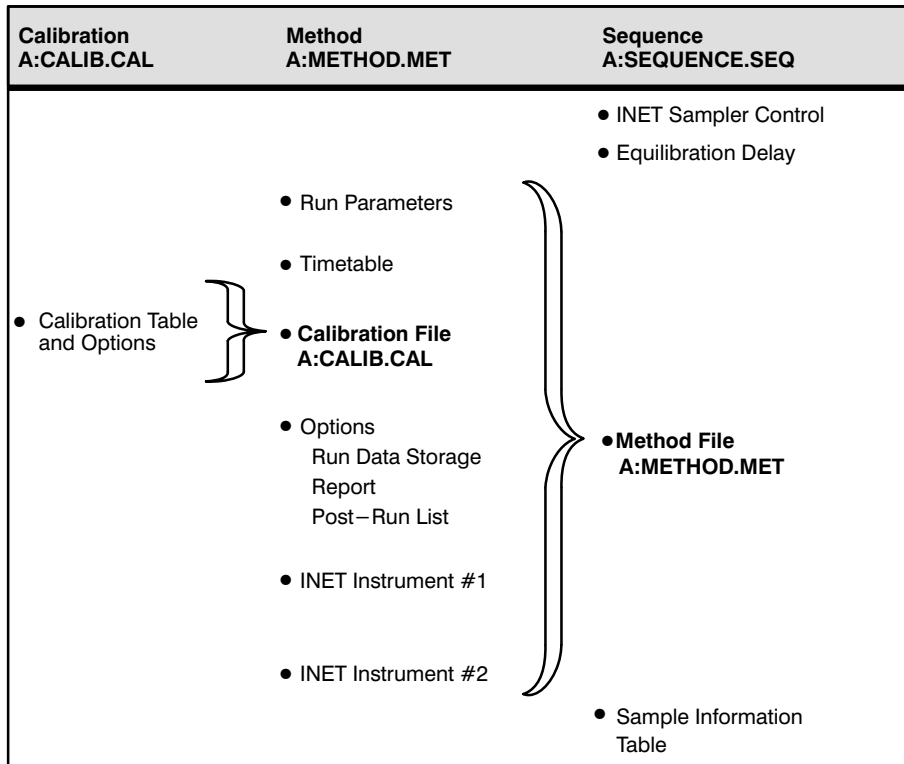 Calibration
A:CALIB.CAL
Method
A:METHOD.MET
Sequence
A:SEQUENCE.SEQ
● INET Sampler Control
● Equilibration Delay
● Run Parameters
● Timetable
● Calibration Table
and Options
● Calibration File
A:CALIB.CAL
● Options
Run Data Storage
Report
Post−Run List
● Method File
A:METHOD.MET
● INET Instrument #1
● INET Instrument #2
● Sample Information
Table